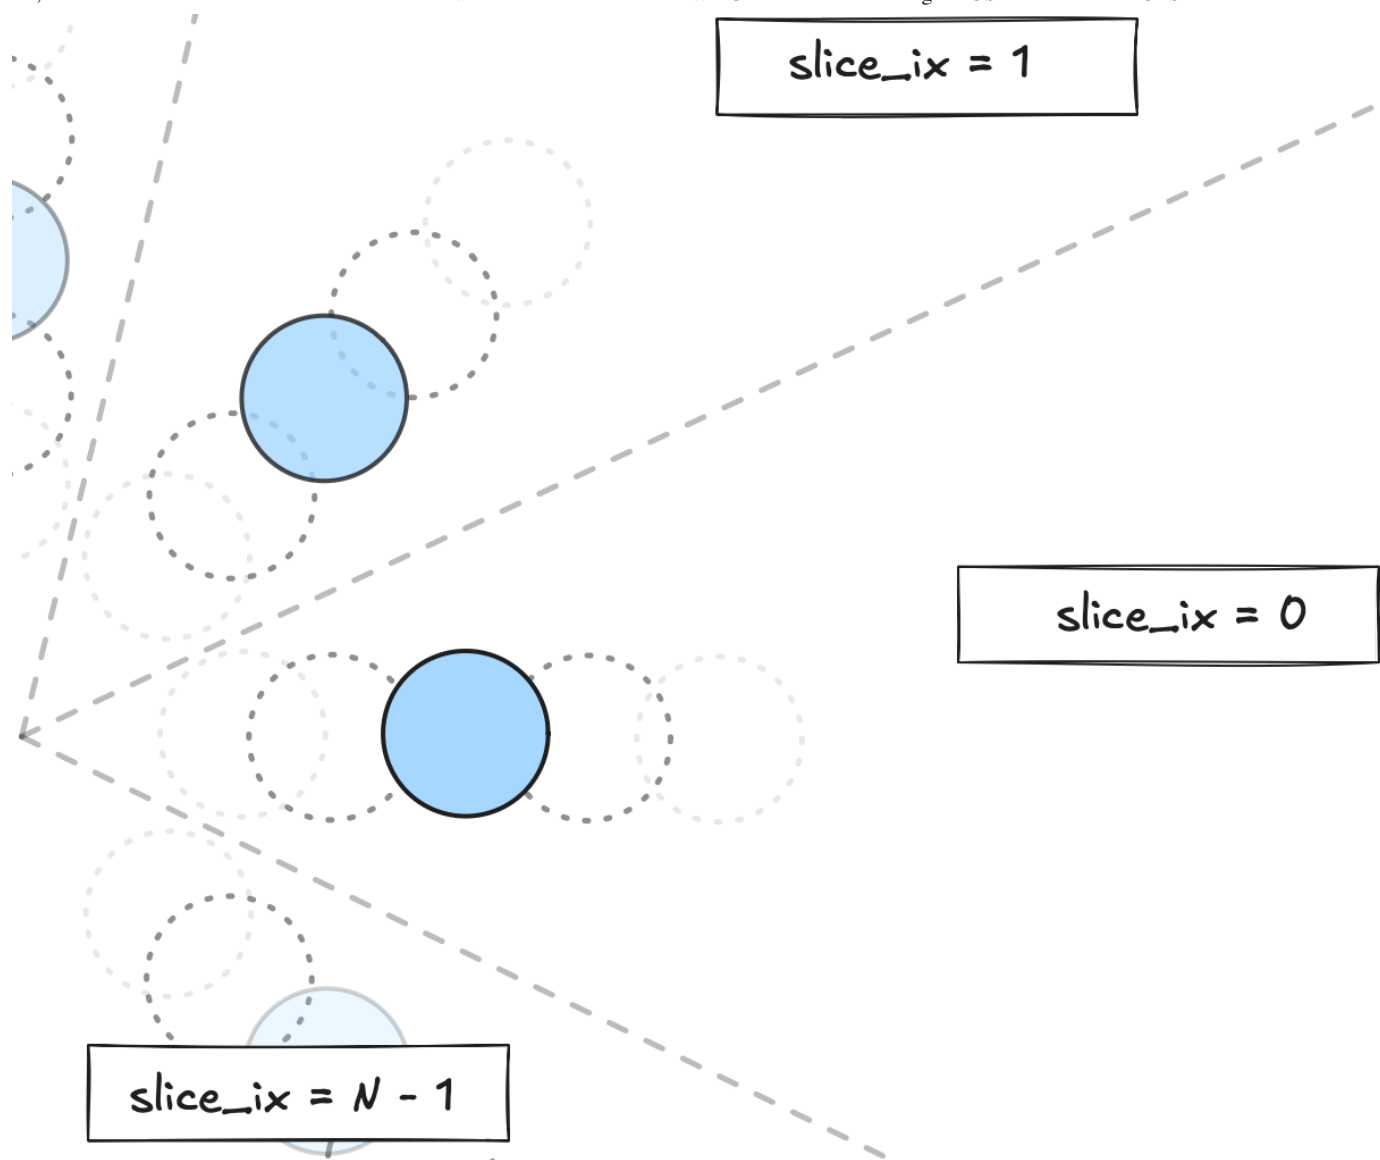 slice_ix = 1
slice_ix = 0
slice_ix = N - 1